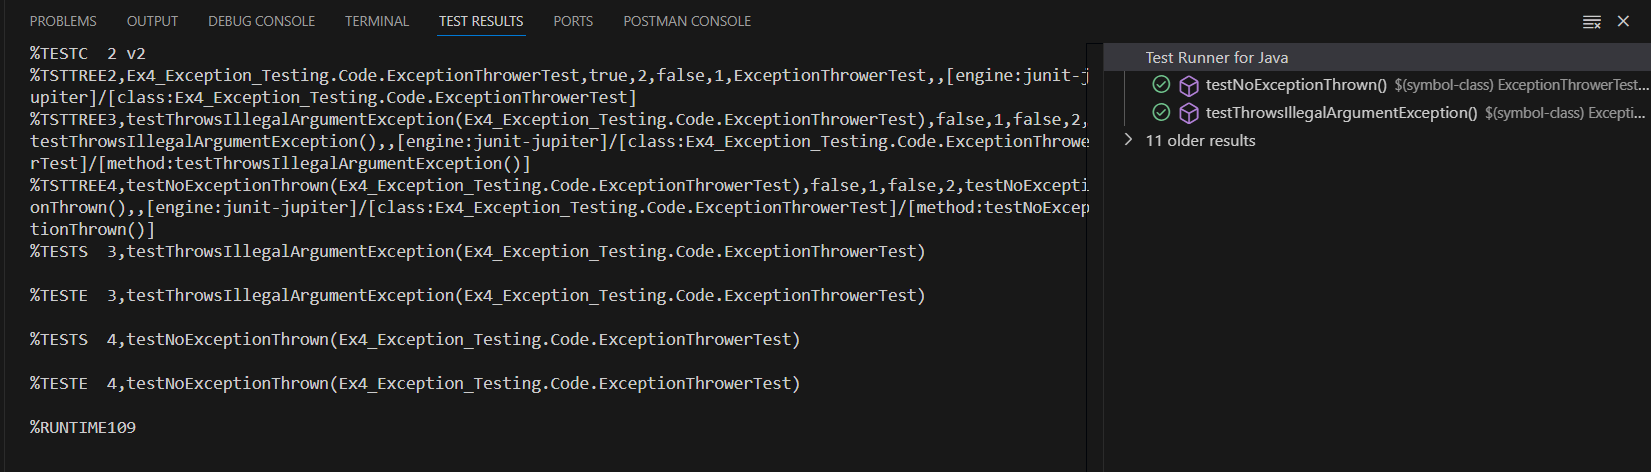 PROBLEMS OUTPUT DEBUG CONSOLE TERMINAL TEST RESULTS PORTS POSTMAN CONSOLE
%TESTC  2 v2
%TSTTREE2,Ex4_Exception_Testing.Code.ExceptionThrowerTest,true,2,false,1,ExceptionThrowerTest,,[engine:junit-j
upiter]/[class:Ex4_Exception_Testing.Code.ExceptionThrowerTest]
%TSTTREE3,testThrowsIllegalArgumentException(Ex4_Exception_Testing.Code.ExceptionThrowerTest),false,1,false,2,
testThrowsIllegalArgumentException(),,[engine:junit-jupiter]/[class:Ex4_Exception_Testing.Code.ExceptionThrowe
rTest]/[method:testThrowsIllegalArgumentException()]
%TSTTREE4,testNoExceptionThrown(Ex4_Exception_Testing.Code.ExceptionThrowerTest),false,1,false,2,testNoExcepti
onThrown(),,[engine:junit-jupiter]/[class:Ex4_Exception_Testing.Code.ExceptionThrowerTest]/[method:testNoExcep
tionThrown()]
%TESTS  3,testThrowsIllegalArgumentException(Ex4_Exception_Testing.Code.ExceptionThrowerTest)
%TESTE  3,testThrowsIllegalArgumentException(Ex4_Exception_Testing.Code.ExceptionThrowerTest)
%TESTS  4,testNoExceptionThrown(Ex4_Exception_Testing.Code.ExceptionThrowerTest)
%TESTE  4,testNoExceptionThrown(Ex4_Exception_Testing.Code.ExceptionThrowerTest)
%RUNTIME109
Test Runner for Java
testNoExceptionThrown() $(symbol-class) ExceptionThrowerTest...
testThrowsIllegalArgumentException() $(symbol-class) Excepti...
11 older results